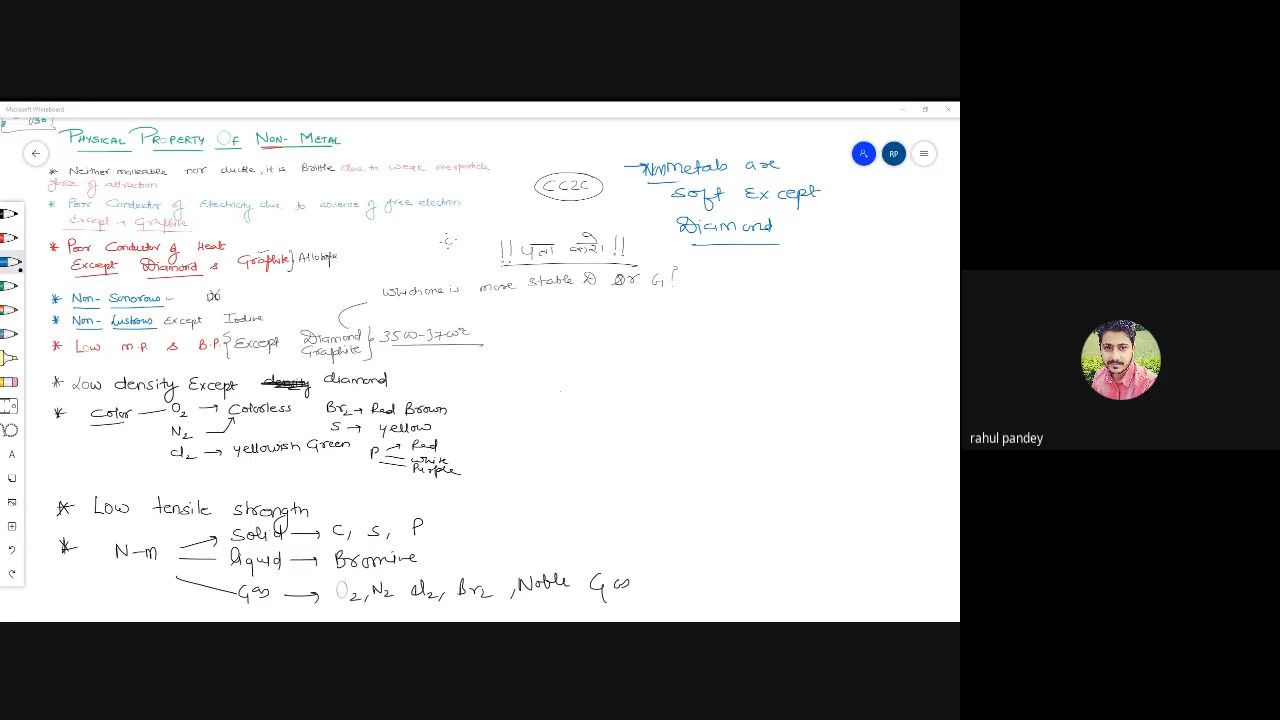 Microsoft Whiteboard
PHYSICAL PROPERTY OF NON-METAL
* Neither malleable nor ductile, it is Brittle due to weak interparticle
force of attraction
* Poor Conductor of Electricity due to absence of free electron
Except → Graphite
* Poor Conductor of Heat
Except Diamond & Graphite} Allotrope
* Non-Sonorous
* Non-Lustrous Except Iodine
* Low m.p. & B.P. {Except Diamond
Graphite} 3500-3700°C
* Low density Except diamond
* Color — O2 → Colorless
N2
Cl2 → yellowish Green
Br2 → Red Brown
S → yellow
P → Red
White
Purple
* Low tensile strength
* N-m
Solid → C, S, P
liquid → Bromine
Gas → O2, N2 Cl2, Br2, Noble Gas
CC2C
!! पता करो !!
which one is more stable D Or G?
→ NM Metals are
soft Except
Diamond
RP
rahul pandey